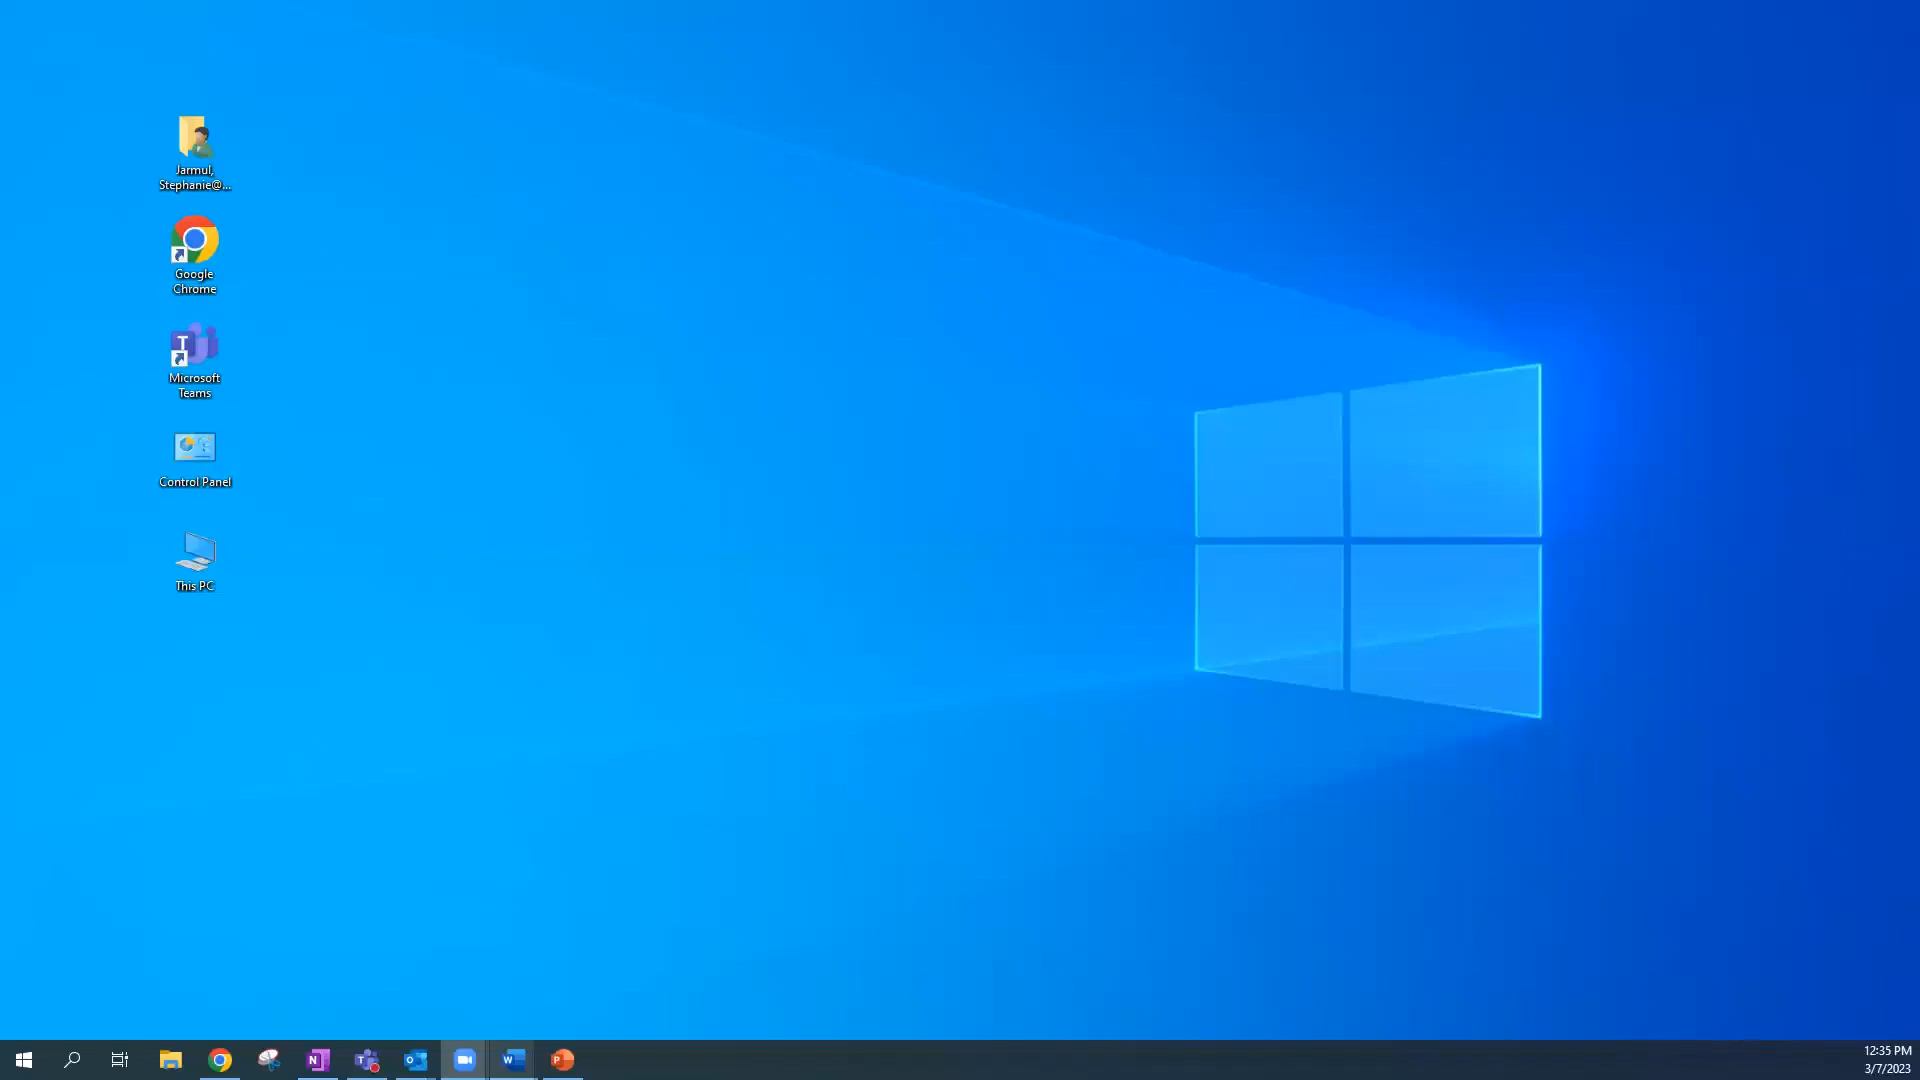 Jarmul,
Stephanie@...
Google
Chrome
T
Microsoft
Teams
Control Panel
This PC
N
T
O
W
P
12:35 PM
3/7/2023